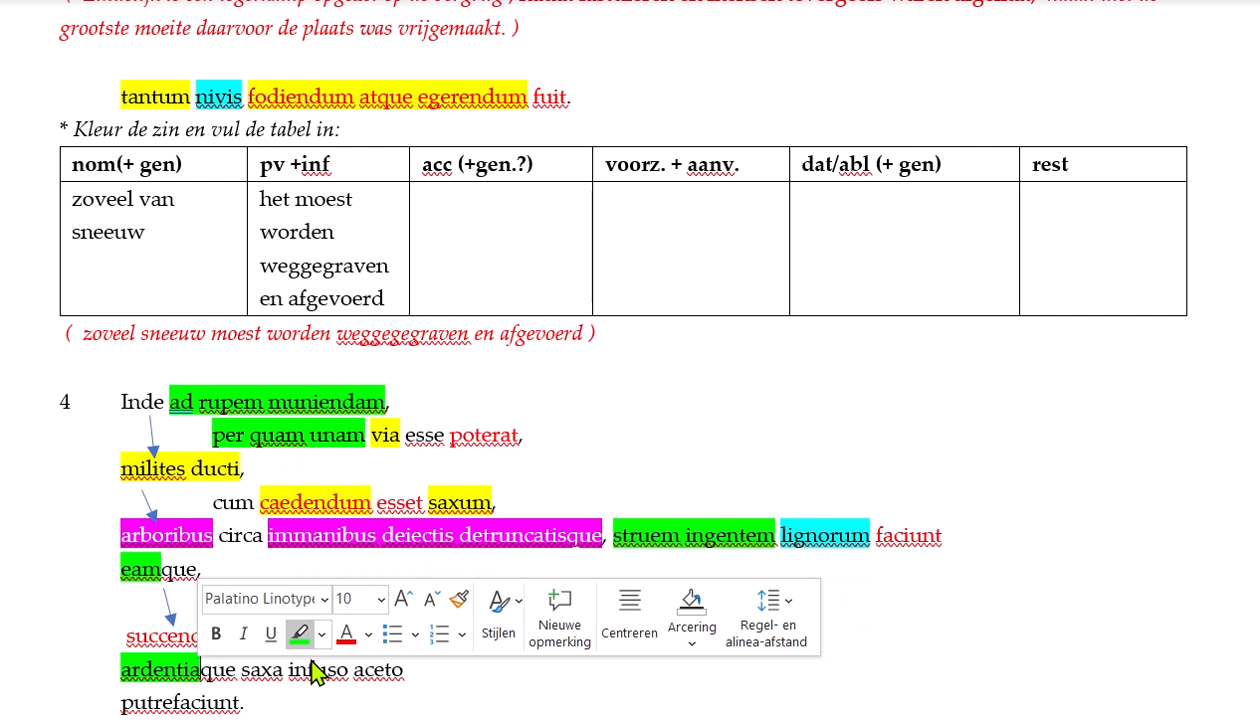 grootste moeite daarvoor de plaats was vrijgemaakt. )
tantum nivis fodiendum atque egerendum fuit.
* Kleur de zin en vul de tabel in:
nom(+ gen) pv +inf acc (+gen.?) voorz. + aanv. dat/abl (+ gen) rest
zoveel van het moest
sneeuw worden
weggegraven
en afgevoerd
( zoveel sneeuw moest worden weggegegraven en afgevoerd )
4 Inde ad rupem muniendam,
per quam unam via esse poterat,
milites ducti,
cum caedendum esset saxum,
arboribus circa immanibus deiectis detruncatisque, struem ingentem lignorum faciunt
eamque,
Palatino Linotype 10 Stijlen Nieuwe opmerking Centreren Arcering Regel- en alinea-afstand
B I U A
succend
ardentiaque saxa infuso aceto
putrefaciunt.